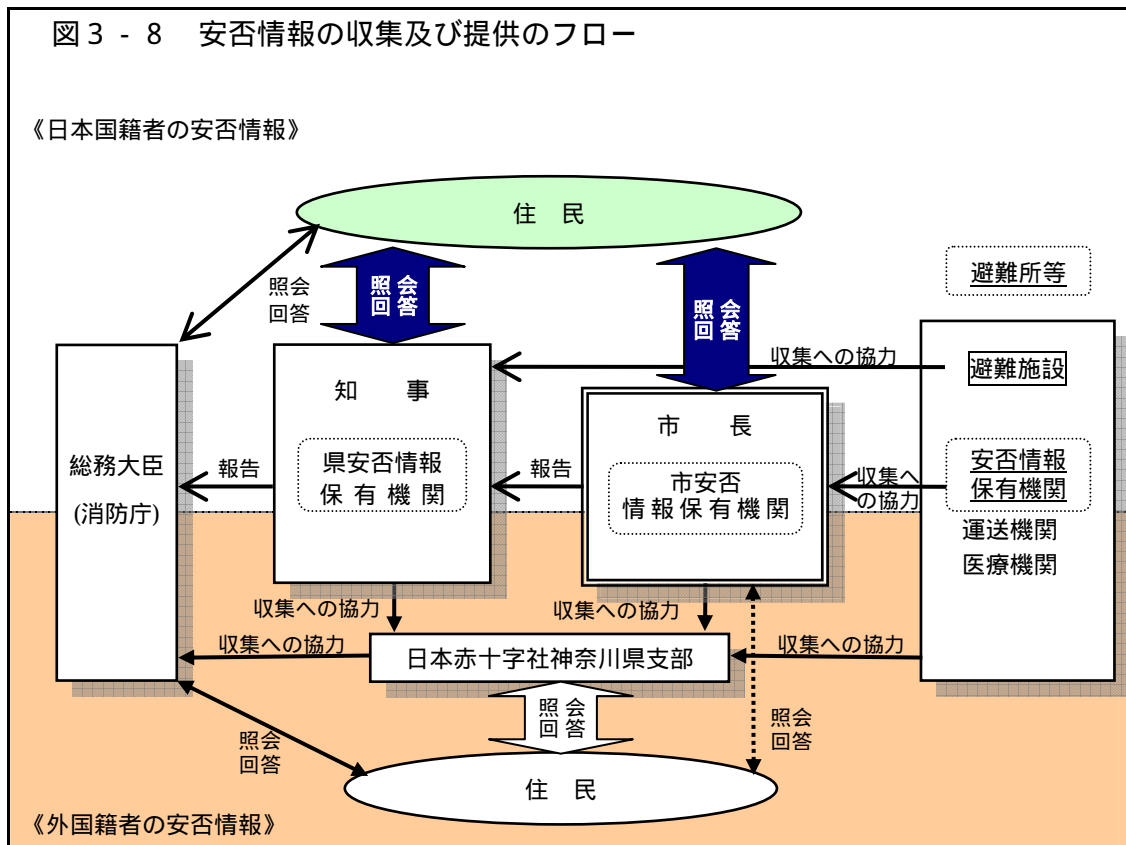 図3-8 安否情報の収集及び提供のフロー
《日本国籍者の安否情報》
住 民
照会
回答
照会
回答
照会
回答
避難所等
収集への協力
避難施設
知 事
市 長
総務大臣
(消防庁)
報告
県安否情報
保有機関
報告
市安否
情報保有機関
収集へ
の協力
安否情報
保有機関
運送機関
医療機関
収集への協力
収集への協力
収集への協力
日本赤十字社神奈川県支部
収集への協力
照会
回答
照会
回答
照会
回答
住 民
《外国籍者の安否情報》